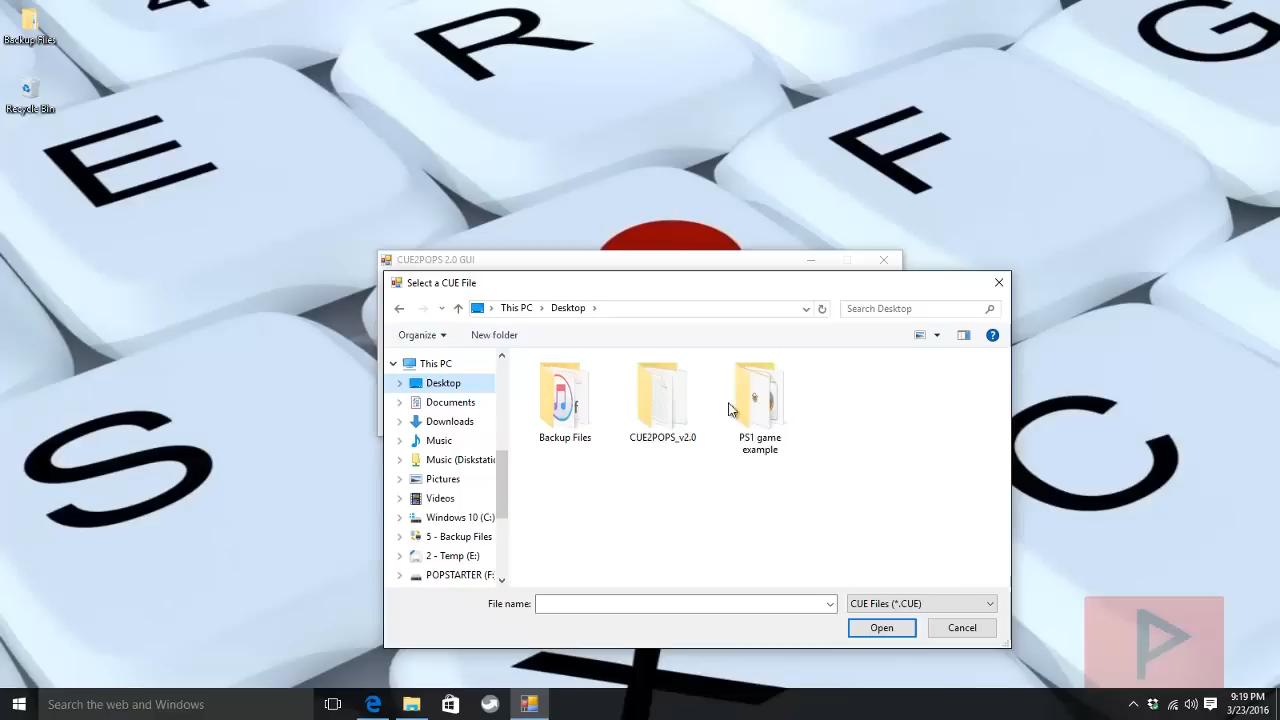 Backup Files
Recycle Bin
R
G
E
F
S
C
X
CUE2POPS 2.0 GUI
Select a CUE File
This PC
Desktop
Search Desktop
Organize
New folder
This PC
Desktop
Documents
Downloads
Music
Music (Diskstatic
Pictures
Videos
Windows 10 (C:)
5 - Backup Files
2 - Temp (E:)
POPSTARTER (F:
Backup Files
CUE2POPS_v2.0
PS1 game
example
File name:
CUE Files (*.CUE)
Open
Cancel
P
Search the web and Windows
9:19 PM
3/23/2016